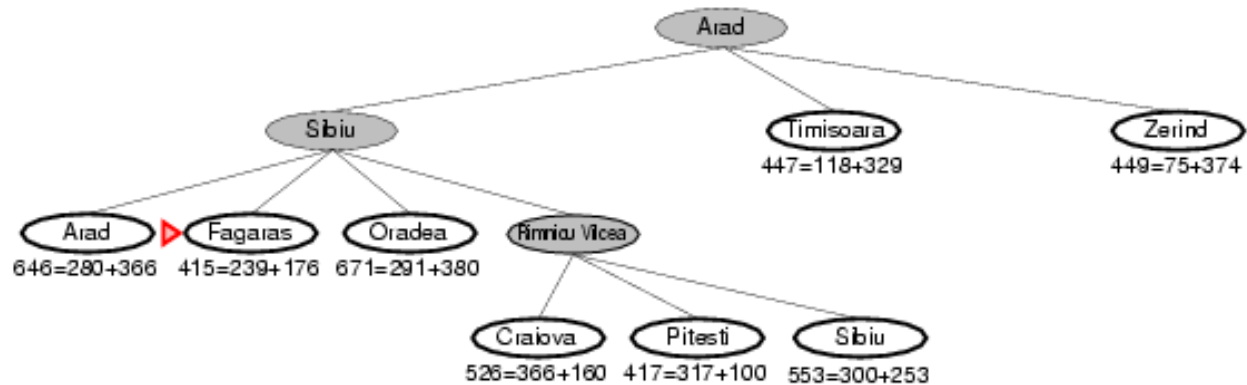 Arad
Sibiu
Timisoara
Zerind
447=118+329
449=75+374
Arad
Fagaras
Oradea
Rimnicu Vilcea
646=280+366
415=239+176
671=291+380
Craiova
Pitesti
Sibiu
526=366+160
417=317+100
553=300+253